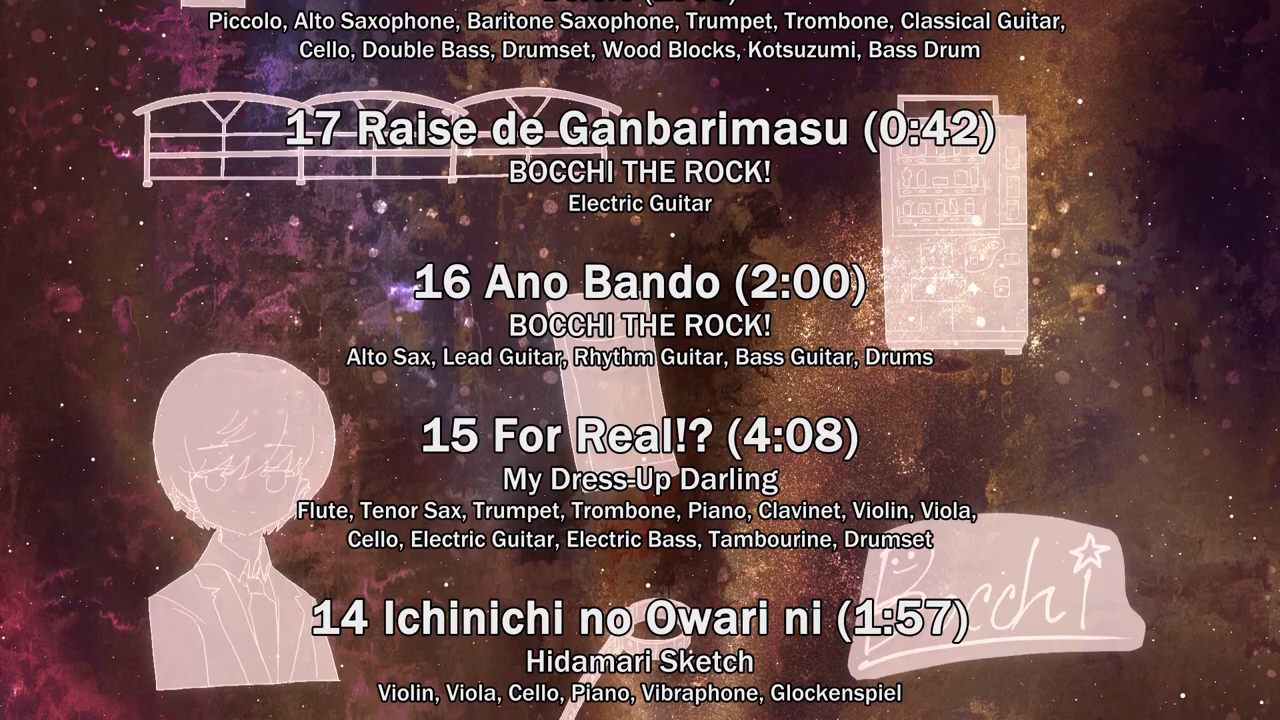 Piccolo, Alto Saxophone, Baritone Saxophone, Trumpet, Trombone, Classical Guitar,
Cello, Double Bass, Drumset, Wood Blocks, Kotsuzumi, Bass Drum
17 Raise de Ganbarimasu (0:42)
BOCCHI THE ROCK!
Electric Guitar
16 Ano Bando (2:00)
BOCCHI THE ROCK!
Alto Sax, Lead Guitar, Rhythm Guitar, Bass Guitar, Drums
15 For Real!? (4:08)
My Dress-Up Darling
Flute, Tenor Sax, Trumpet, Trombone, Piano, Clavinet, Violin, Viola,
Cello, Electric Guitar, Electric Bass, Tambourine, Drumset
Bocchi
14 Ichinichi no Owari ni (1:57)
Hidamari Sketch
Violin, Viola, Cello, Piano, Vibraphone, Glockenspiel